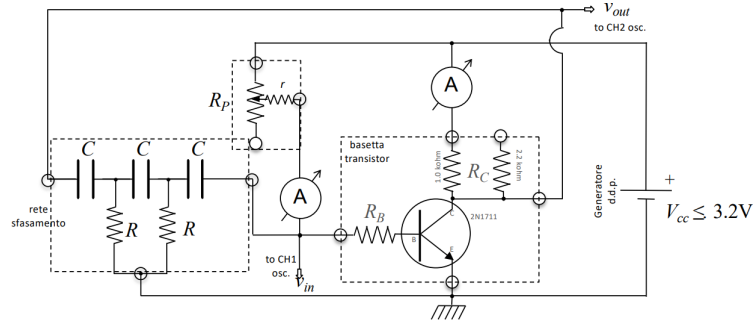 v_out
to CH2 osc.
A
r
R_P
basetta
transistor
1.0 kohm
R_C
2.2 kohm
C
C
C
A
Generatore
d.d.p.
+
V_cc ≤ 3.2V
rete
sfasamento
R
R
R_B
C
2N1711
B
E
to CH1
osc.
v_in